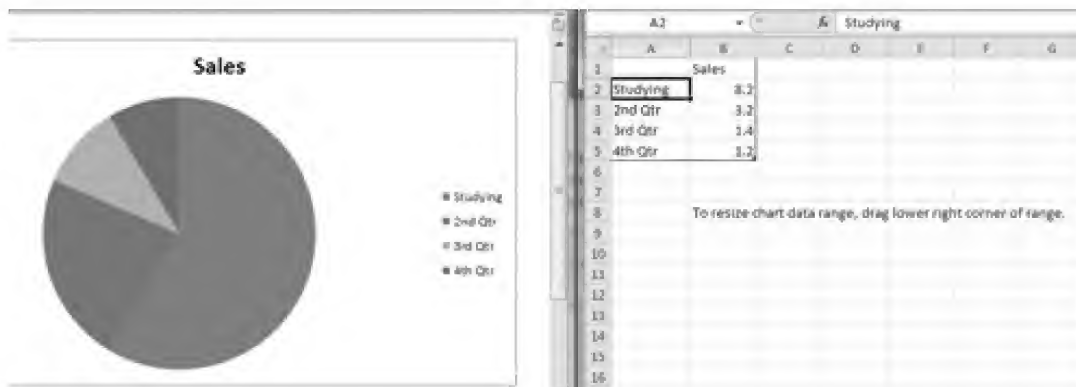 Sales
Studying
2nd Qtr
3rd Qtr
4th Qtr
A2 fx Studying
A B C D E F G
1 Sales
2 Studying 8.2
3 2nd Qtr 3.2
4 3rd Qtr 1.4
5 4th Qtr 1.2
6
7
8 To resize chart data range, drag lower right corner of range.
9
10
11
12
13
14
15
16